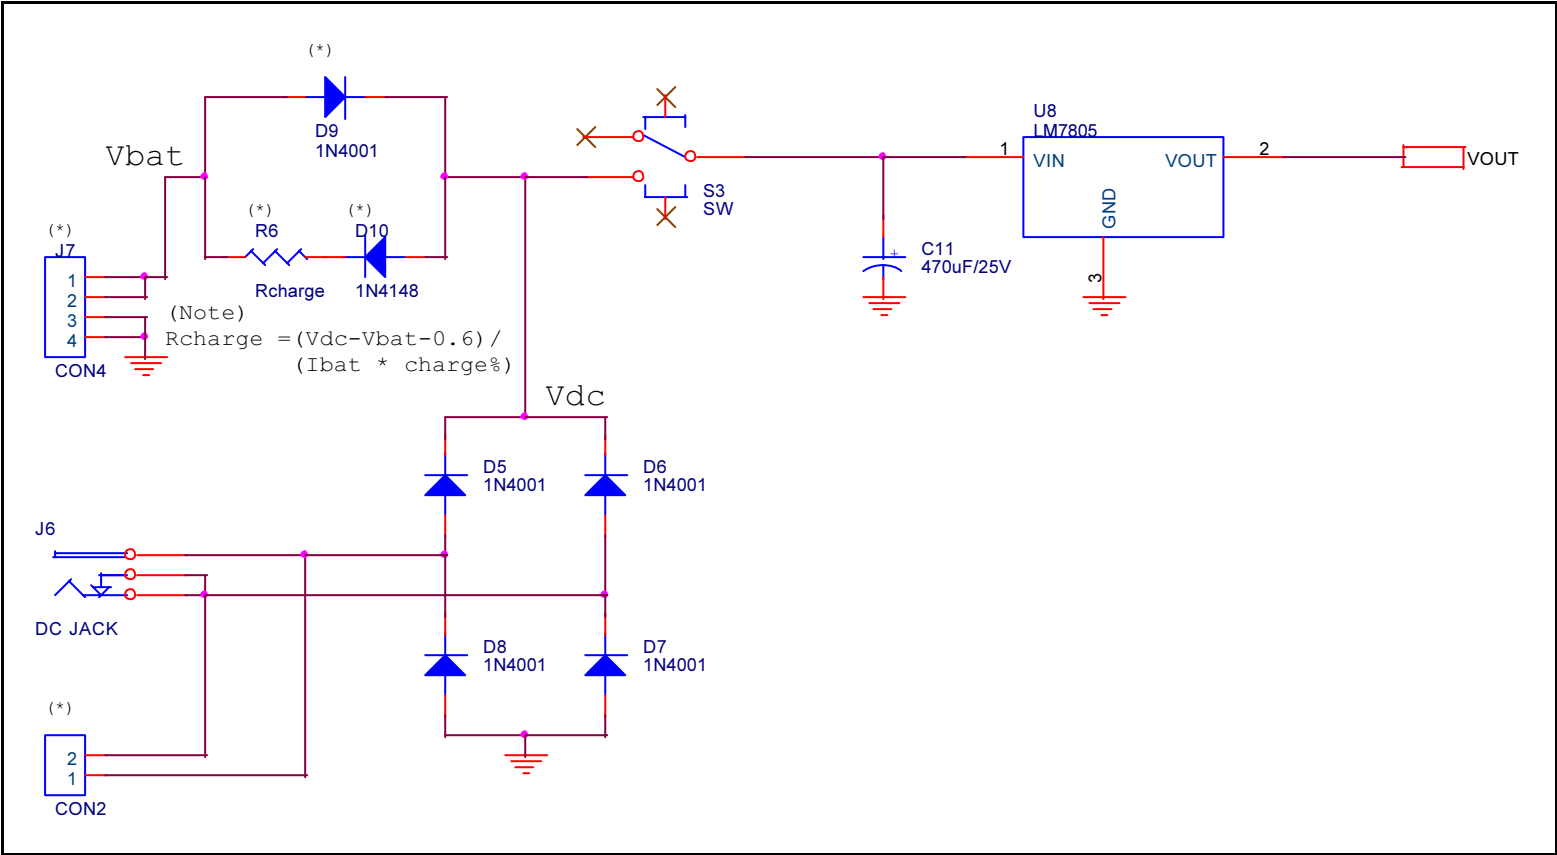 (*)
D9
1N4001
Vbat
(*)
R6
Rcharge
(*)
D10
1N4148
(*)
J7
1
2
3
4
CON4
(Note)
Rcharge =(Vdc-Vbat-0.6)/
(Ibat * charge%)
S3
SW
C11
470uF/25V
+
U8
LM7805
1
VIN
VOUT
2
GND
3
VOUT
Vdc
D5
1N4001
D6
1N4001
J6
DC JACK
D8
1N4001
D7
1N4001
(*)
2
1
CON2